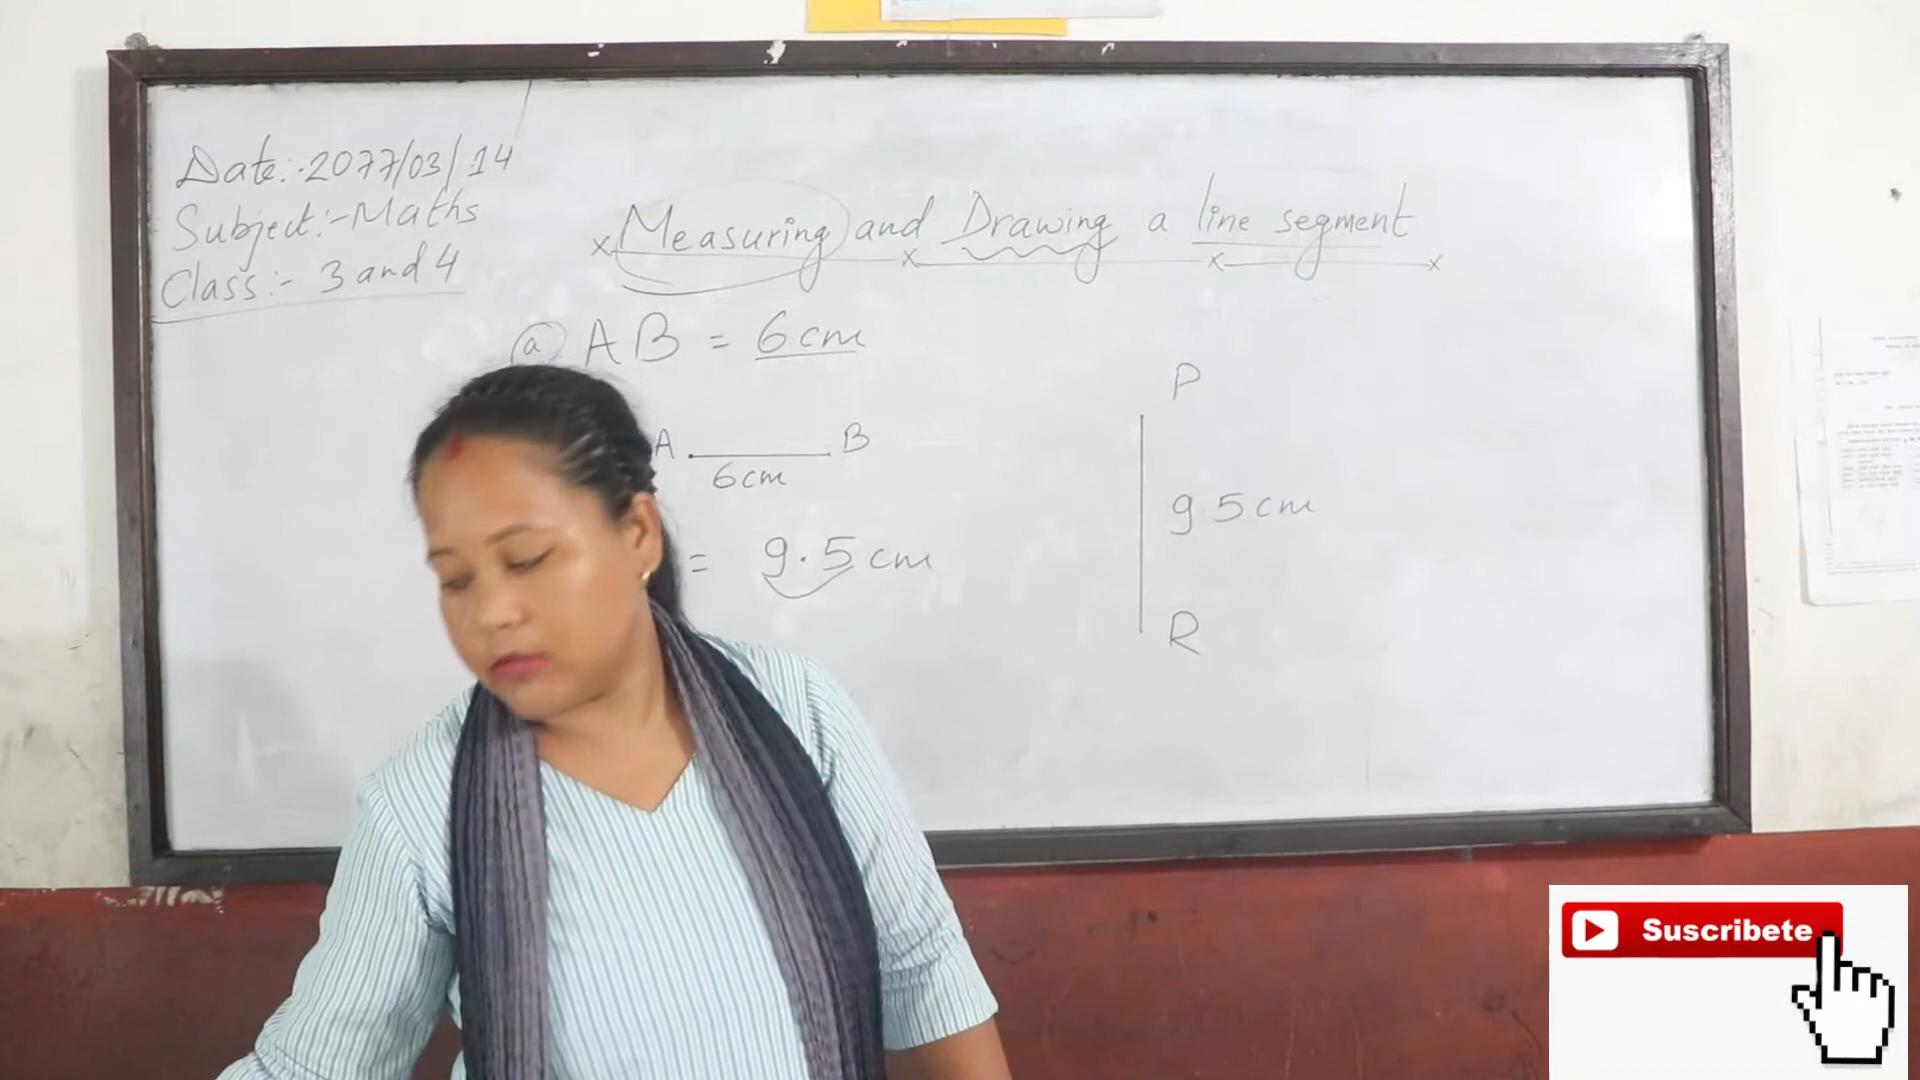 Date:-2077/03/14
Subject:-Maths
Class:- 3 and 4
Measuring and Drawing a line segment
ⓐ AB = 6cm
A B
6cm
= 9.5cm
P
9.5cm
R
Suscribete